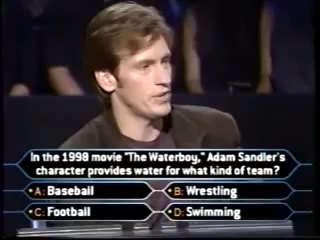 In the 1998 movie "The Waterboy," Adam Sandler's
character provides water for what kind of team?
A: Baseball
B: Wrestling
C: Football
D: Swimming